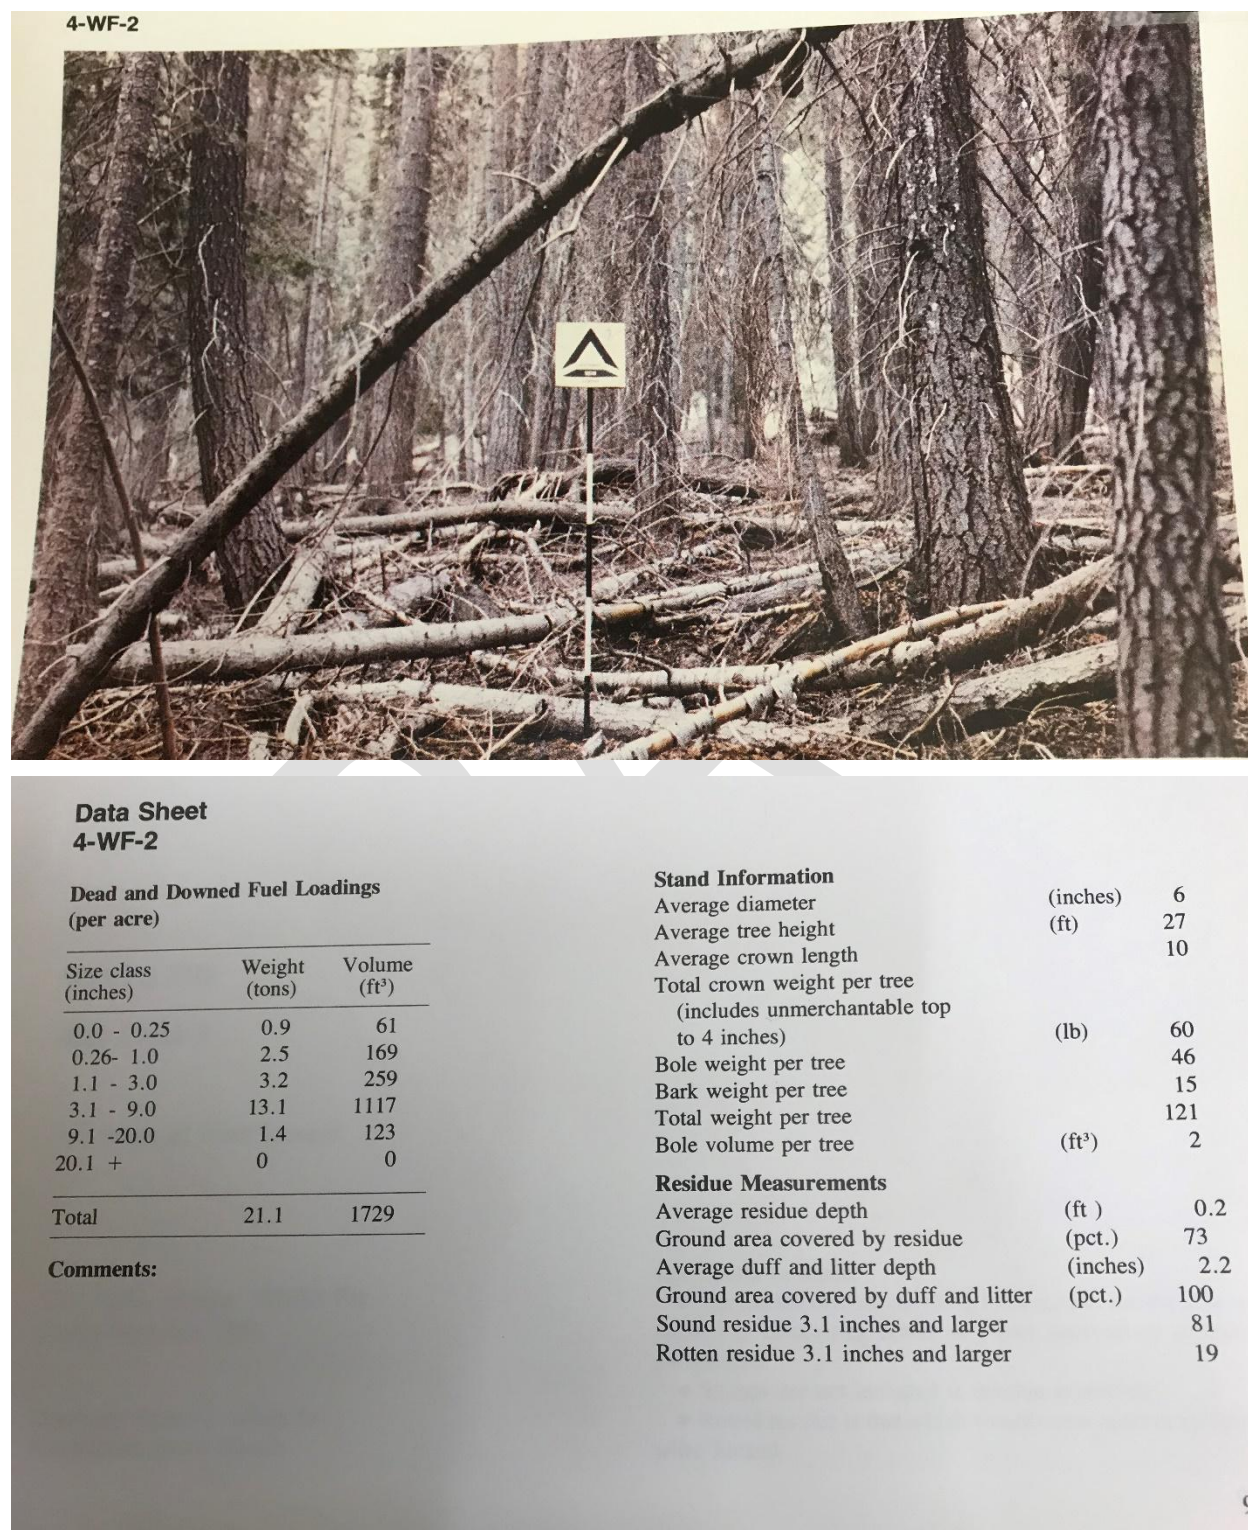 4-WF-2
Data Sheet
4-WF-2
Dead and Downed Fuel Loadings
(per acre)
Size class (inches) Weight (tons) Volume (ft³)
0.0 - 0.25 0.9 61
0.26- 1.0 2.5 169
1.1 - 3.0 3.2 259
3.1 - 9.0 13.1 1117
9.1 -20.0 1.4 123
20.1 + 0 0
Total 21.1 1729
Comments:
Stand Information
Average diameter (inches) 6
Average tree height (ft) 27
Average crown length 10
Total crown weight per tree
(includes unmerchantable top
to 4 inches) (lb) 60
Bole weight per tree 46
Bark weight per tree 15
Total weight per tree 121
Bole volume per tree (ft³) 2
Residue Measurements
Average residue depth (ft ) 0.2
Ground area covered by residue (pct.) 73
Average duff and litter depth (inches) 2.2
Ground area covered by duff and litter (pct.) 100
Sound residue 3.1 inches and larger 81
Rotten residue 3.1 inches and larger 19